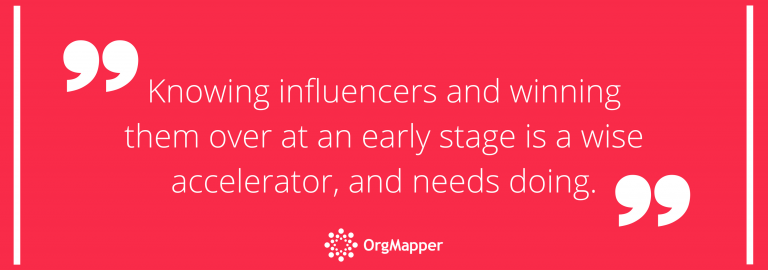 ”
Knowing influencers and winning
them over at an early stage is a wise
accelerator, and needs doing.
”
OrgMapper